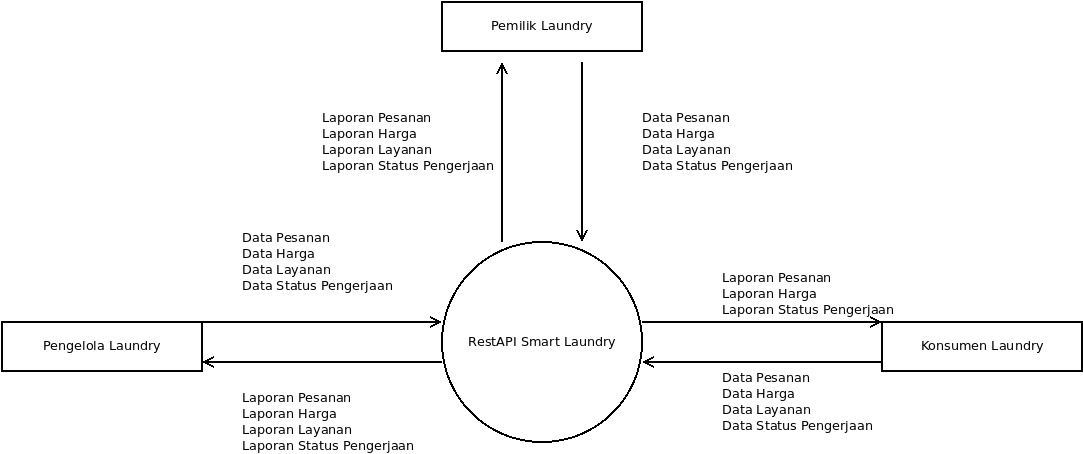 Pemilik Laundry
Laporan Pesanan
Laporan Harga
Laporan Layanan
Laporan Status Pengerjaan
Data Pesanan
Data Harga
Data Layanan
Data Status Pengerjaan
Data Pesanan
Data Harga
Data Layanan
Data Status Pengerjaan
Laporan Pesanan
Laporan Harga
Laporan Status Pengerjaan
Pengelola Laundry
RestAPI Smart Laundry
Konsumen Laundry
Laporan Pesanan
Laporan Harga
Laporan Layanan
Laporan Status Pengerjaan
Data Pesanan
Data Harga
Data Layanan
Data Status Pengerjaan